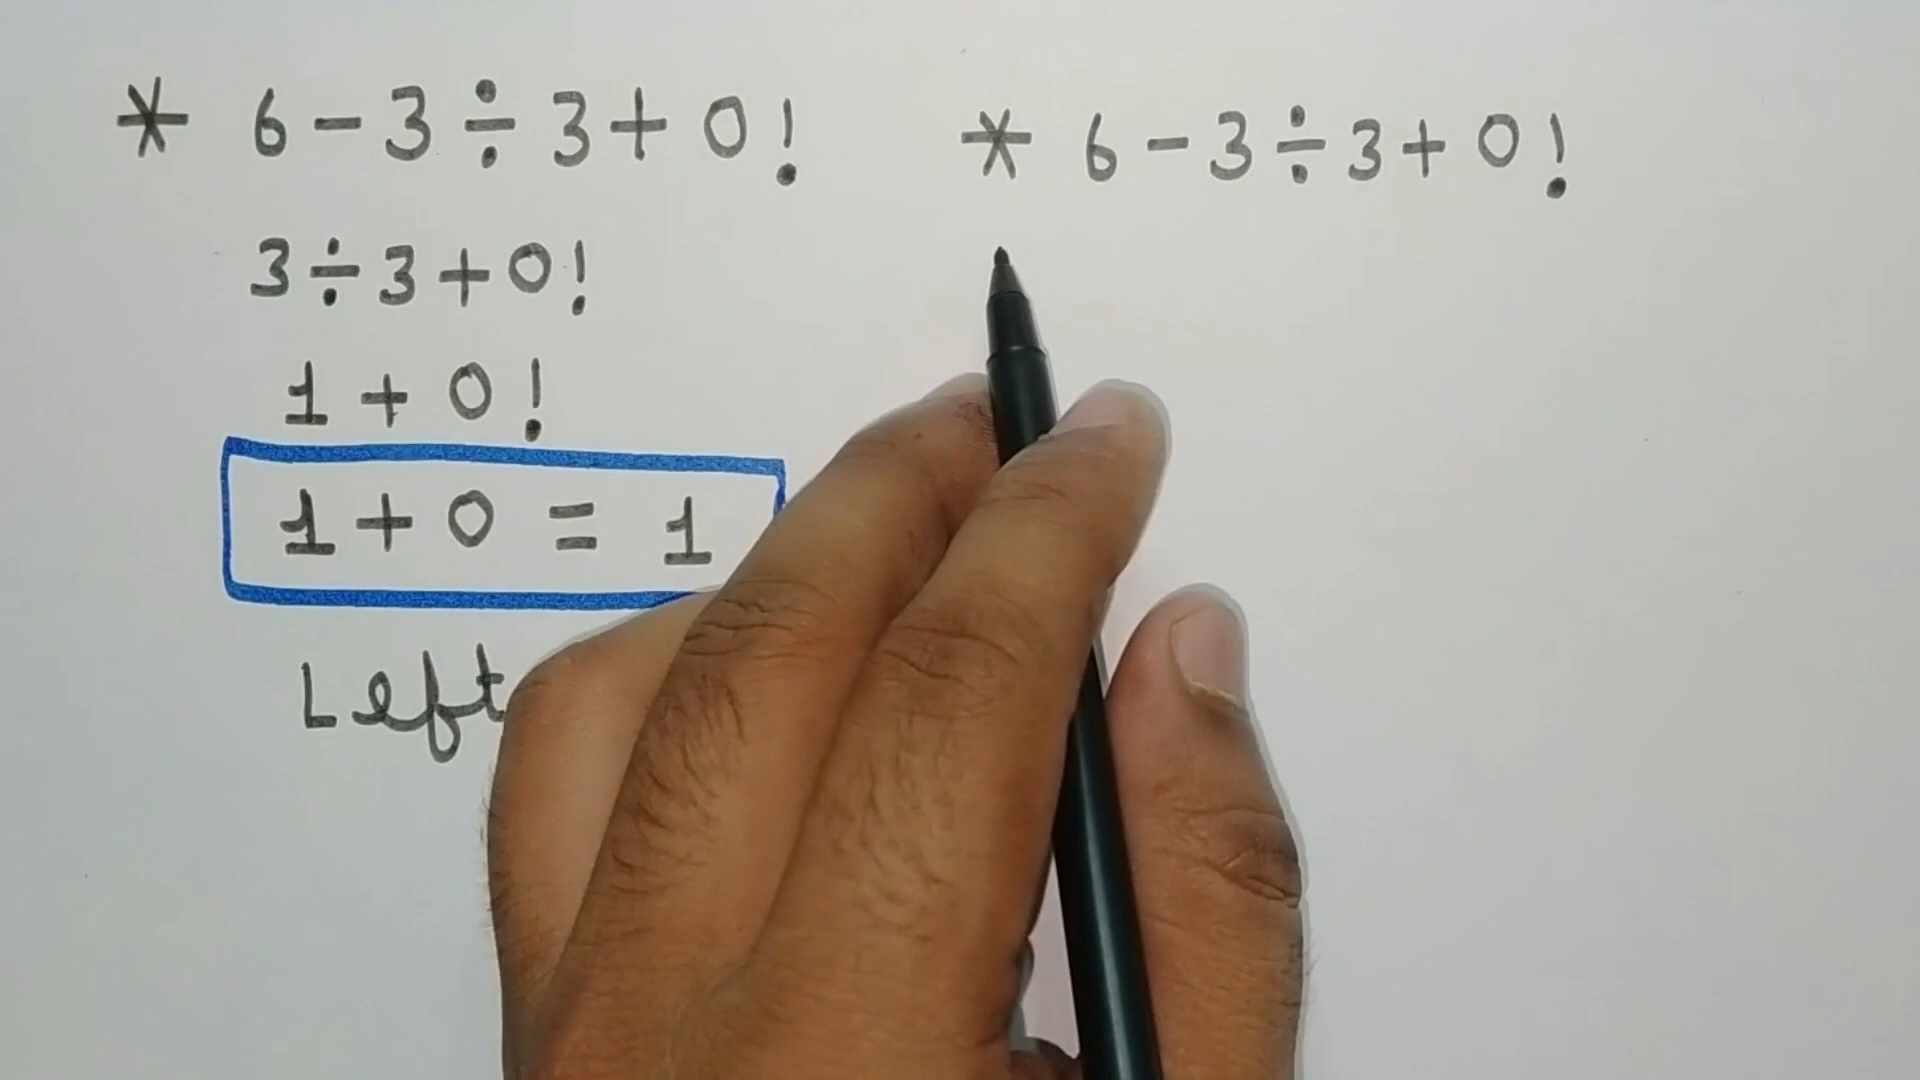 * 6 - 3 ÷ 3 + 0!
3 ÷ 3 + 0!
1 + 0!
1 + 0 = 1
Left
* 6 - 3 ÷ 3 + 0!